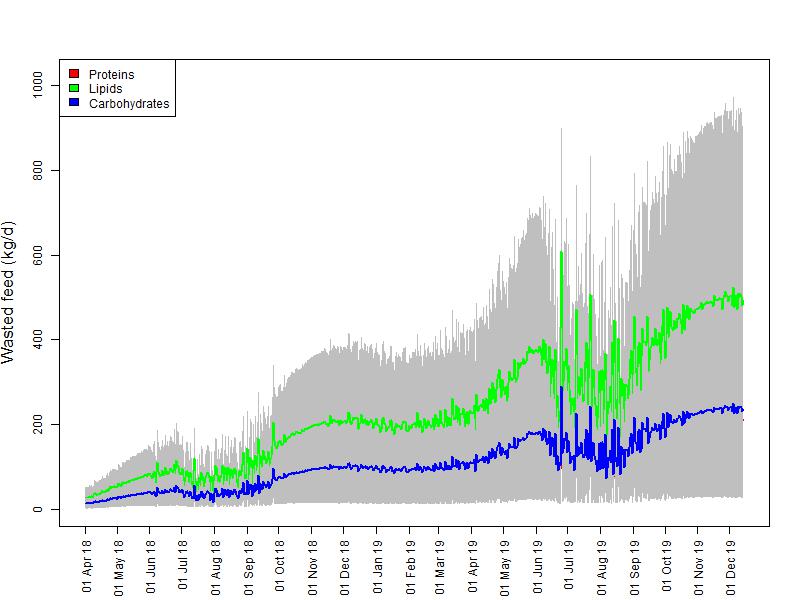 Proteins
Lipids
Carbohydrates
Wasted feed (kg/d)
1000
800
600
400
200
0
01 Apr 18
01 May 18
01 Jun 18
01 Jul 18
01 Aug 18
01 Sep 18
01 Oct 18
01 Nov 18
01 Dec 18
01 Jan 19
01 Feb 19
01 Mar 19
01 Apr 19
01 May 19
01 Jun 19
01 Jul 19
01 Aug 19
01 Sep 19
01 Oct 19
01 Nov 19
01 Dec 19